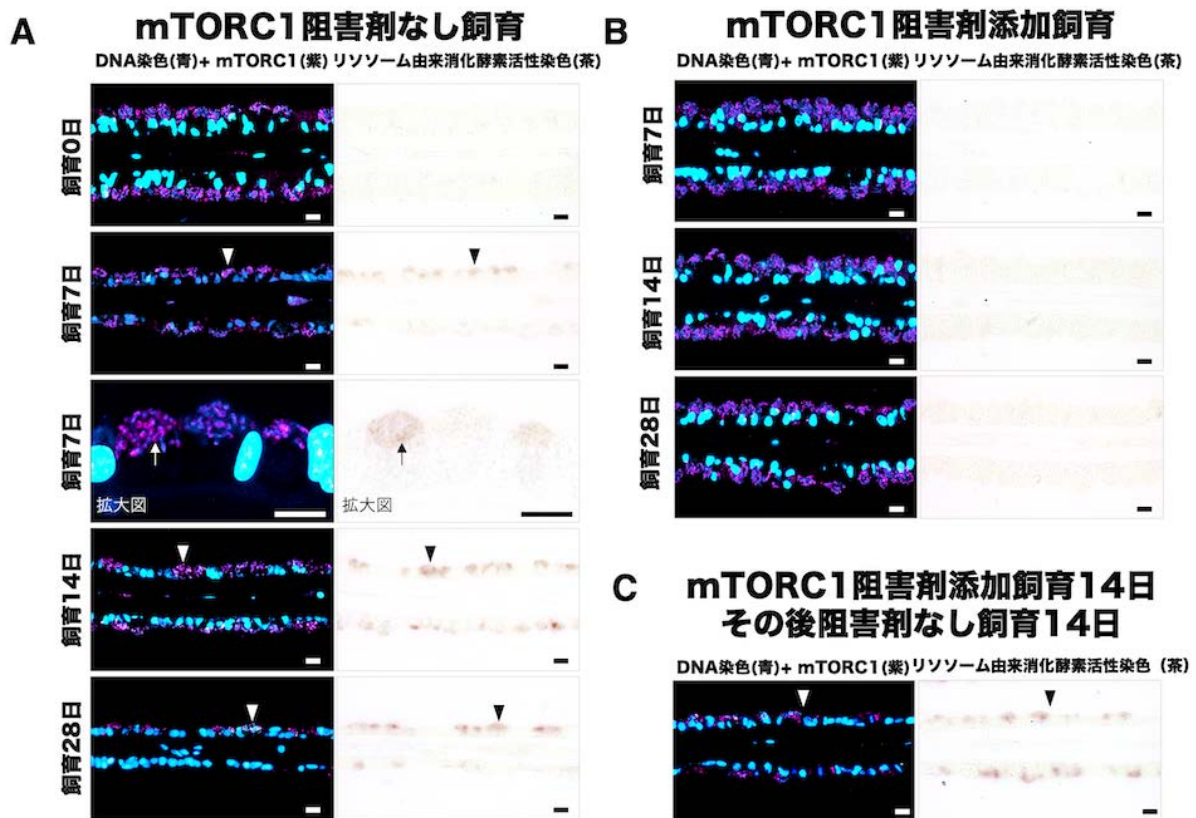 A
mTORC1阻害剤なし飼育
DNA染色(青)+ mTORC1(紫) リソソーム由来消化酵素活性染色(茶)
飼育0日
飼育7日
飼育7日
拡大図
拡大図
飼育14日
飼育28日
B
mTORC1阻害剤添加飼育
DNA染色(青)+ mTORC1(紫) リソソーム由来消化酵素活性染色(茶)
飼育7日
飼育14日
飼育28日
C
mTORC1阻害剤添加飼育14日
その後阻害剤なし飼育14日
DNA染色(青)+ mTORC1(紫) リソソーム由来消化酵素活性染色 (茶)